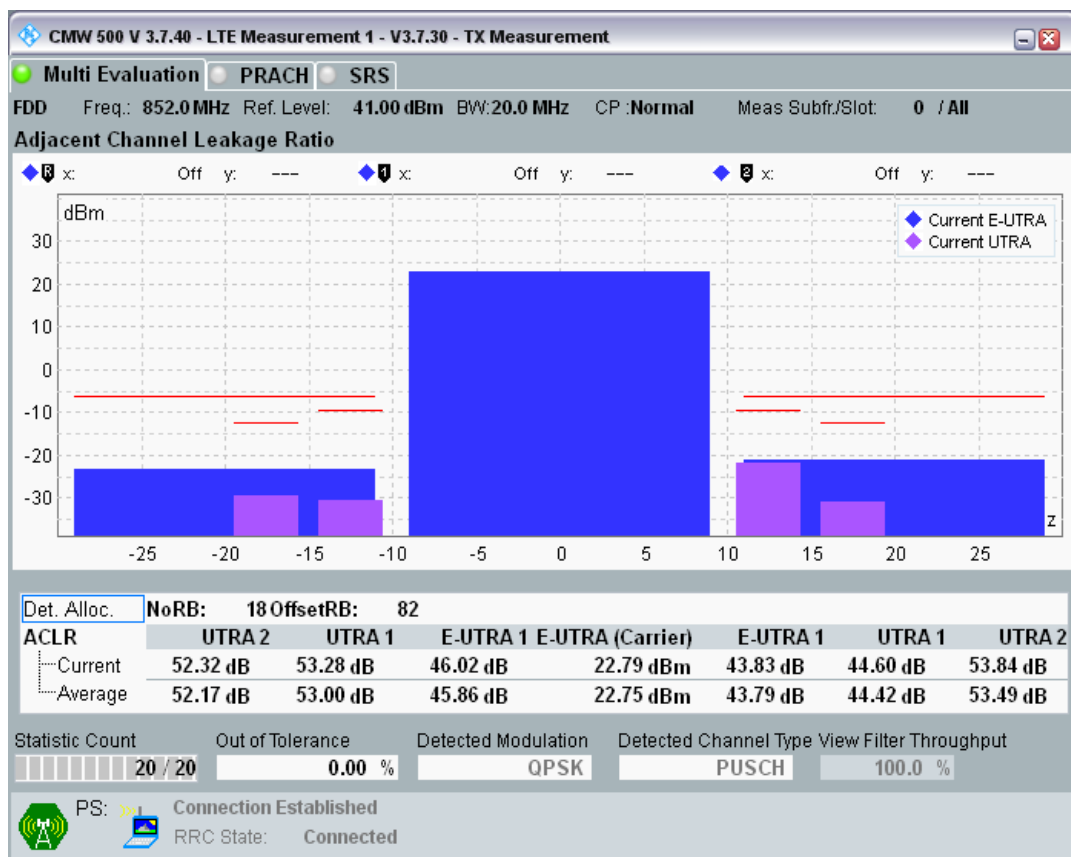 CMW 500 V 3.7.40 - LTE Measurement 1 - V3.7.30 - TX Measurement
Multi Evaluation PRACH SRS
FDD Freq.: 852.0 MHz Ref. Level: 41.00 dBm BW:20.0 MHz CP :Normal Meas Subfr./Slot: 0 / All
Adjacent Channel Leakage Ratio
R x: Off y: --- 1 x: Off y: --- 2 x: Off y: ---
dBm
Current E-UTRA
Current UTRA
30
20
10
0
-10
-20
-30
z
-25 -20 -15 -10 -5 0 5 10 15 20 25
Det. Alloc. NoRB: 18 OffsetRB: 82
ACLR UTRA 2 UTRA 1 E-UTRA 1 E-UTRA (Carrier) E-UTRA 1 UTRA 1 UTRA 2
Current 52.32 dB 53.28 dB 46.02 dB 22.79 dBm 43.83 dB 44.60 dB 53.84 dB
Average 52.17 dB 53.00 dB 45.86 dB 22.75 dBm 43.79 dB 44.42 dB 53.49 dB
Statistic Count Out of Tolerance Detected Modulation Detected Channel Type View Filter Throughput
20 / 20 0.00 % QPSK PUSCH 100.0 %
PS: Connection Established
RRC State: Connected